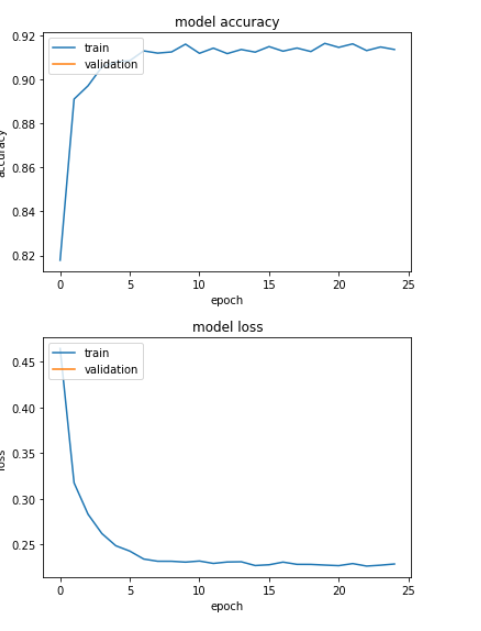 model accuracy
0.92
train
validation
0.90
0.88
0.86
accuracy
0.84
0.82
0 5 10 15 20 25
epoch
model loss
train
validation
0.45
0.40
0.35
loss
0.30
0.25
0 5 10 15 20 25
epoch